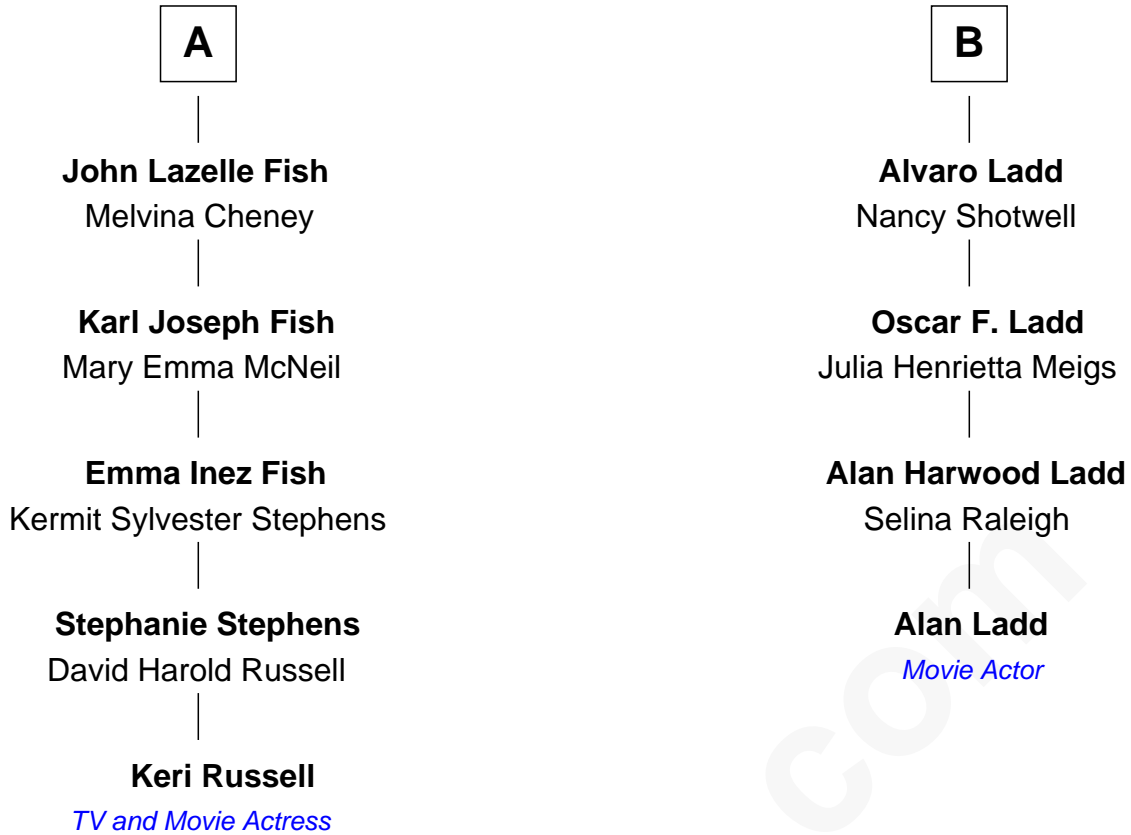 A
John Lazelle Fish
Melvina Cheney
Karl Joseph Fish
Mary Emma McNeil
Emma Inez Fish
Kermit Sylvester Stephens
Stephanie Stephens
David Harold Russell
Keri Russell
TV and Movie Actress
B
Alvaro Ladd
Nancy Shotwell
Oscar F. Ladd
Julia Henrietta Meigs
Alan Harwood Ladd
Selina Raleigh
Alan Ladd
Movie Actor
com